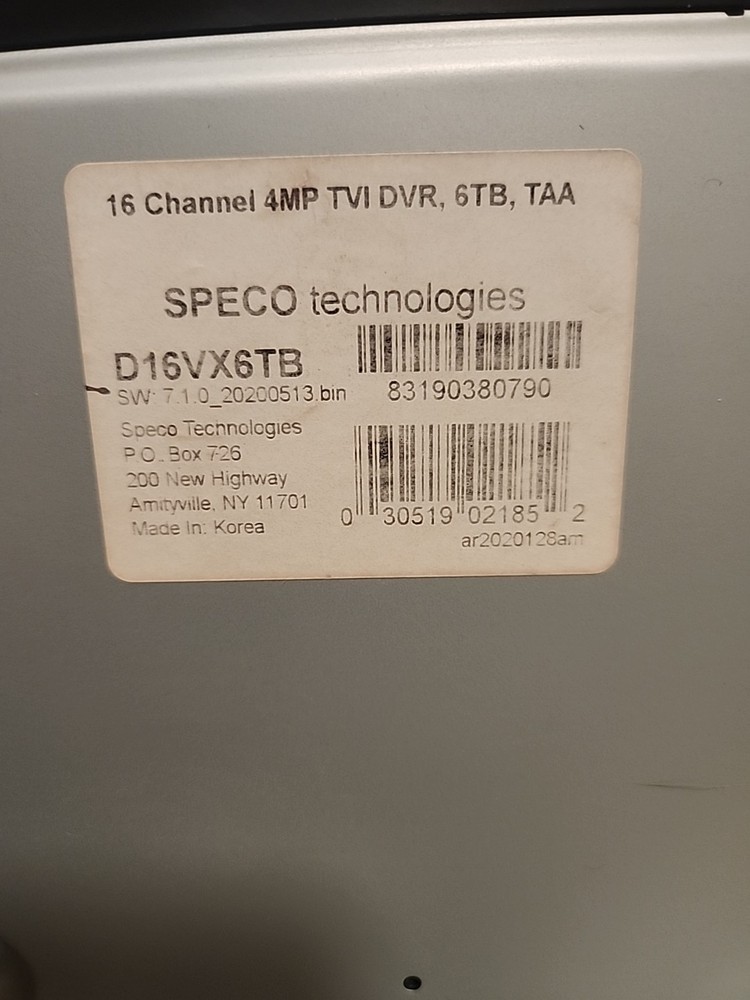 16 Channel 4MP TVI DVR, 6TB, TAA
SPECO technologies
D16VX6TB
83190380790
SW: 7.1.0_20200513.bin
Speco Technologies
P.O. Box 726
200 New Highway
Amityville, NY 11701
Made In: Korea
0 30519 02185 2
ar2020128am